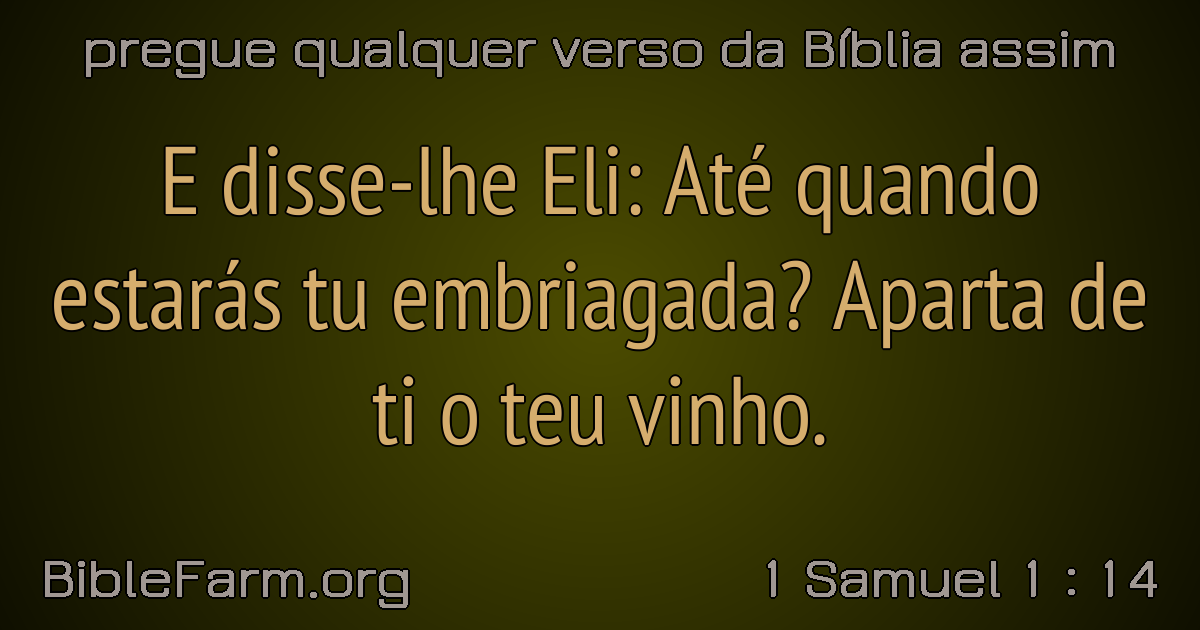 pregue qualquer verso da Bíblia assim
E disse-lhe Eli: Até quando
estarás tu embriagada? Aparta de
ti o teu vinho.
BibleFarm.org
1 Samuel 1 : 14